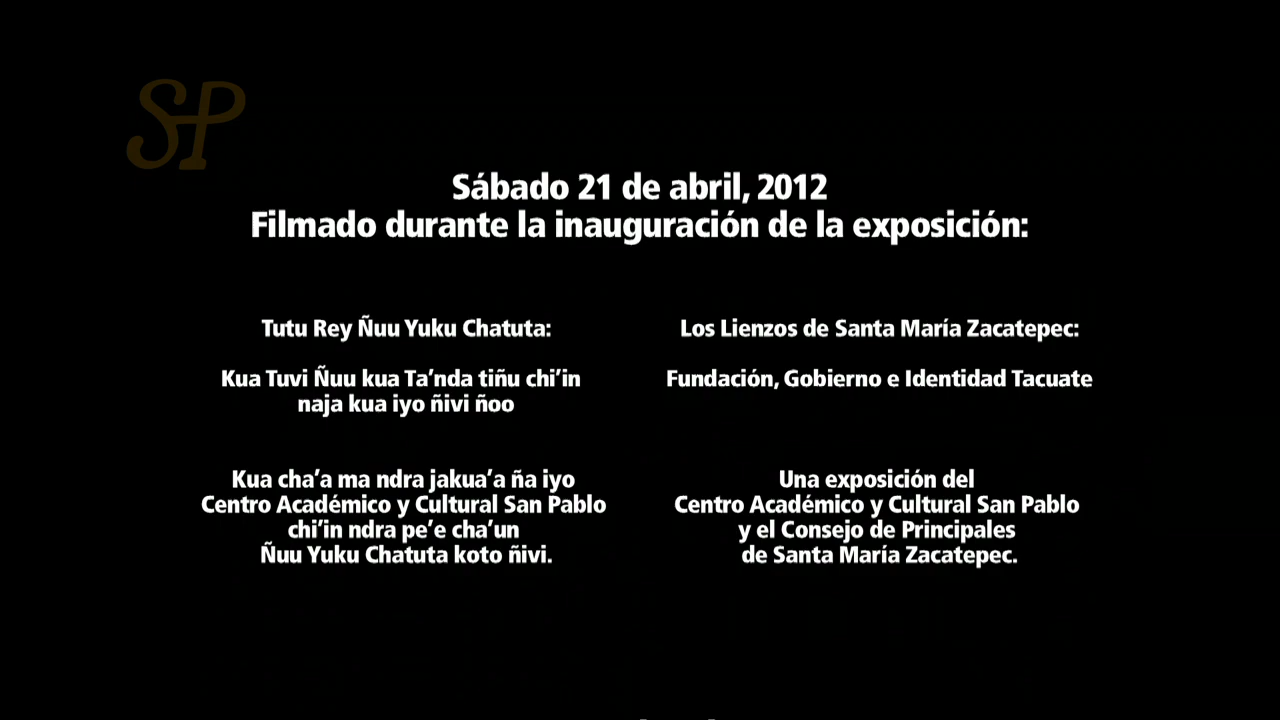 SP
Sábado 21 de abril, 2012
Filmado durante la inauguración de la exposición:
Tutu Rey Ñuu Yuku Chatuta:
Kua Tuvi Ñuu kua Ta’nda tiñu chi’in
naja kua iyo ñivi ñoo
Kua cha’a ma ndra jakua’a ña iyo
Centro Académico y Cultural San Pablo
chi’in ndra pe’e cha’un
Ñuu Yuku Chatuta koto ñivi.
Los Lienzos de Santa María Zacatepec:
Fundación, Gobierno e Identidad Tacuate
Una exposición del
Centro Académico y Cultural San Pablo
y el Consejo de Principales
de Santa María Zacatepec.